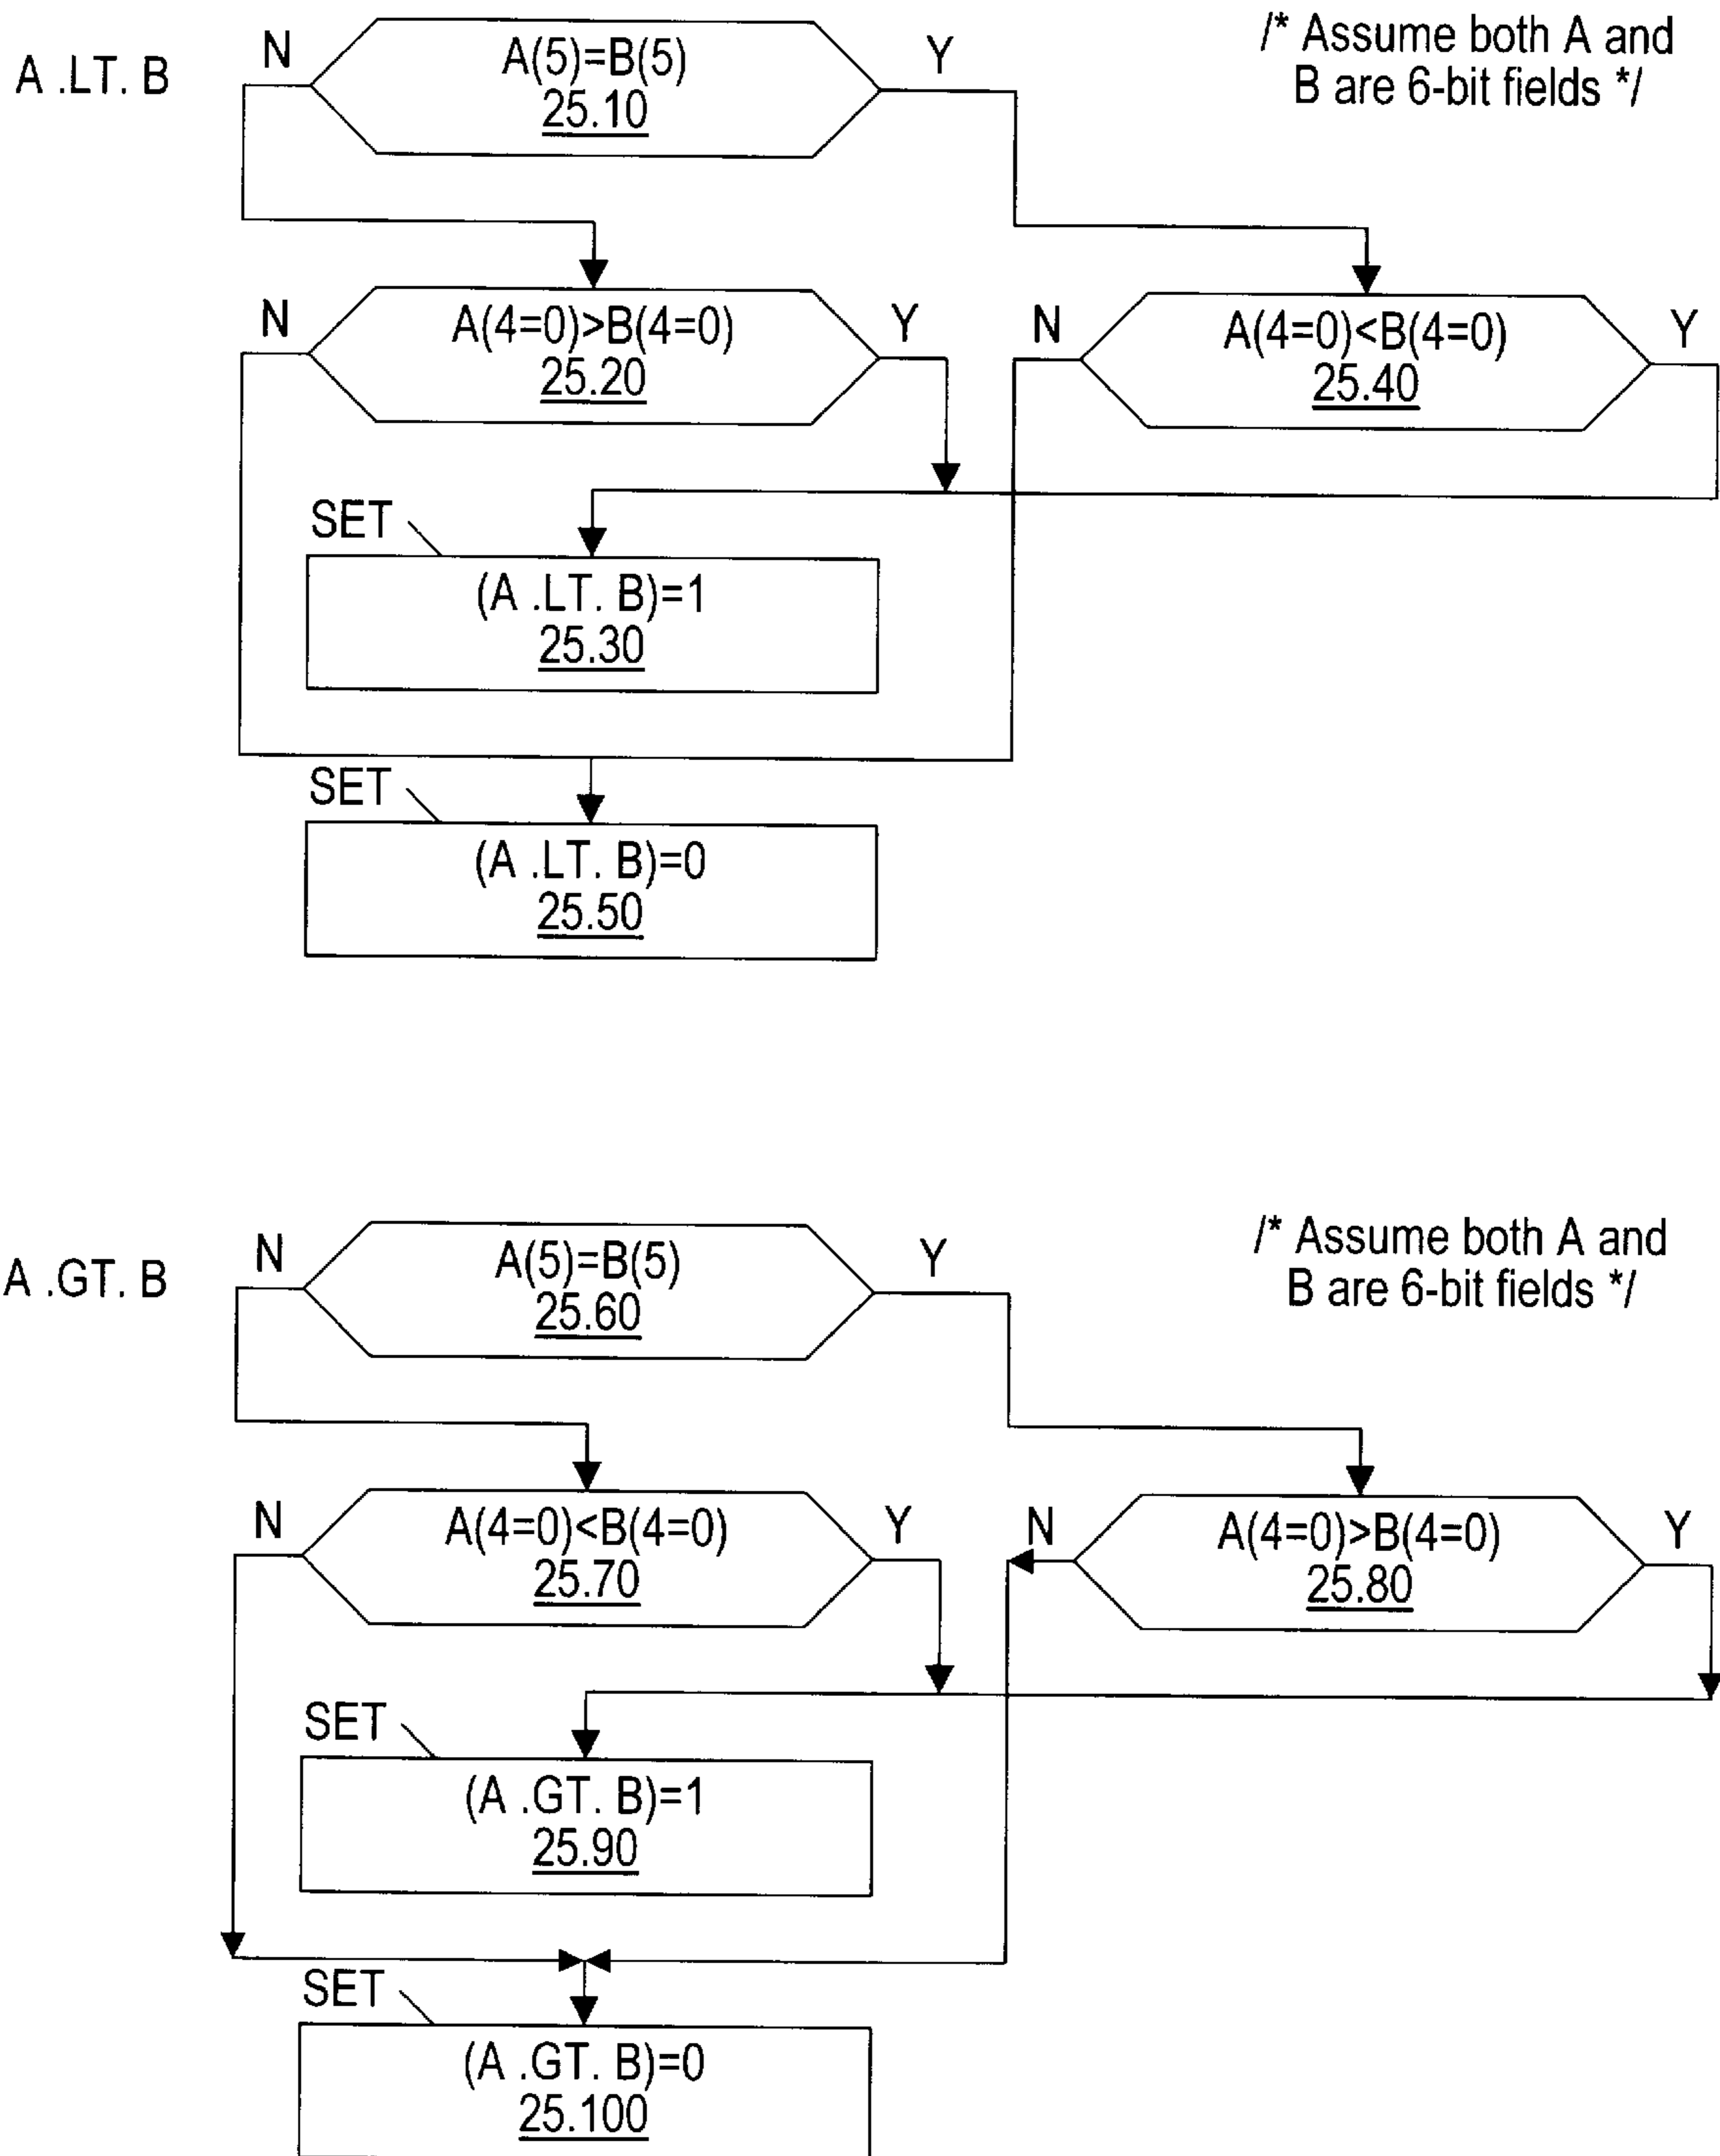 A .LT. B
N
A(5)=B(5)
25.10
Y
/* Assume both A and
B are 6-bit fields */
N
A(4=0)>B(4=0)
25.20
Y
N
A(4=0)<B(4=0)
25.40
Y
SET
(A .LT. B)=1
25.30
SET
(A .LT. B)=0
25.50
A .GT. B
N
A(5)=B(5)
25.60
Y
/* Assume both A and
B are 6-bit fields */
N
A(4=0)<B(4=0)
25.70
Y
N
A(4=0)>B(4=0)
25.80
Y
SET
(A .GT. B)=1
25.90
SET
(A .GT. B)=0
25.100